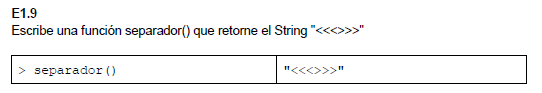 E1.9
Escribe una función separador() que retorne el String "<<<>>>"
> separador() "<<<>>>"